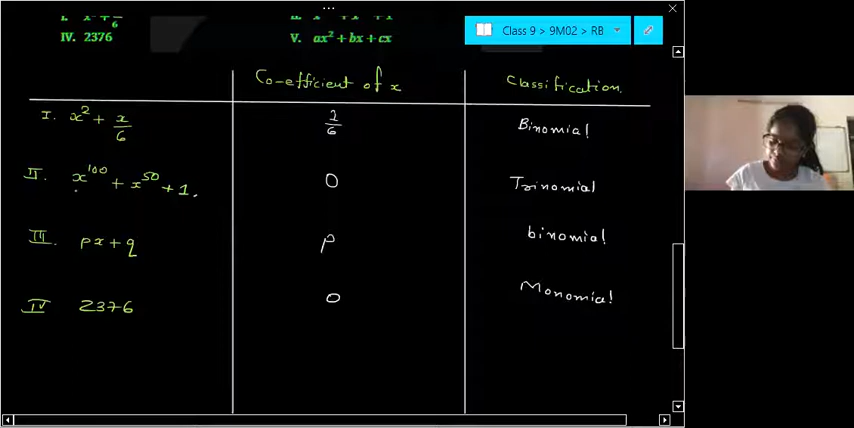 IV. 2376
V. ax² + bx + cx
Class 9 > 9M02 > RB
Co-efficient of x
Classification.
I. x² + x/6
1/6
Binomial
II. x¹⁰⁰ + x⁵⁰ + 1.
0
Trinomial
III. px + q
p
binomial
IV 2376
0
Monomial